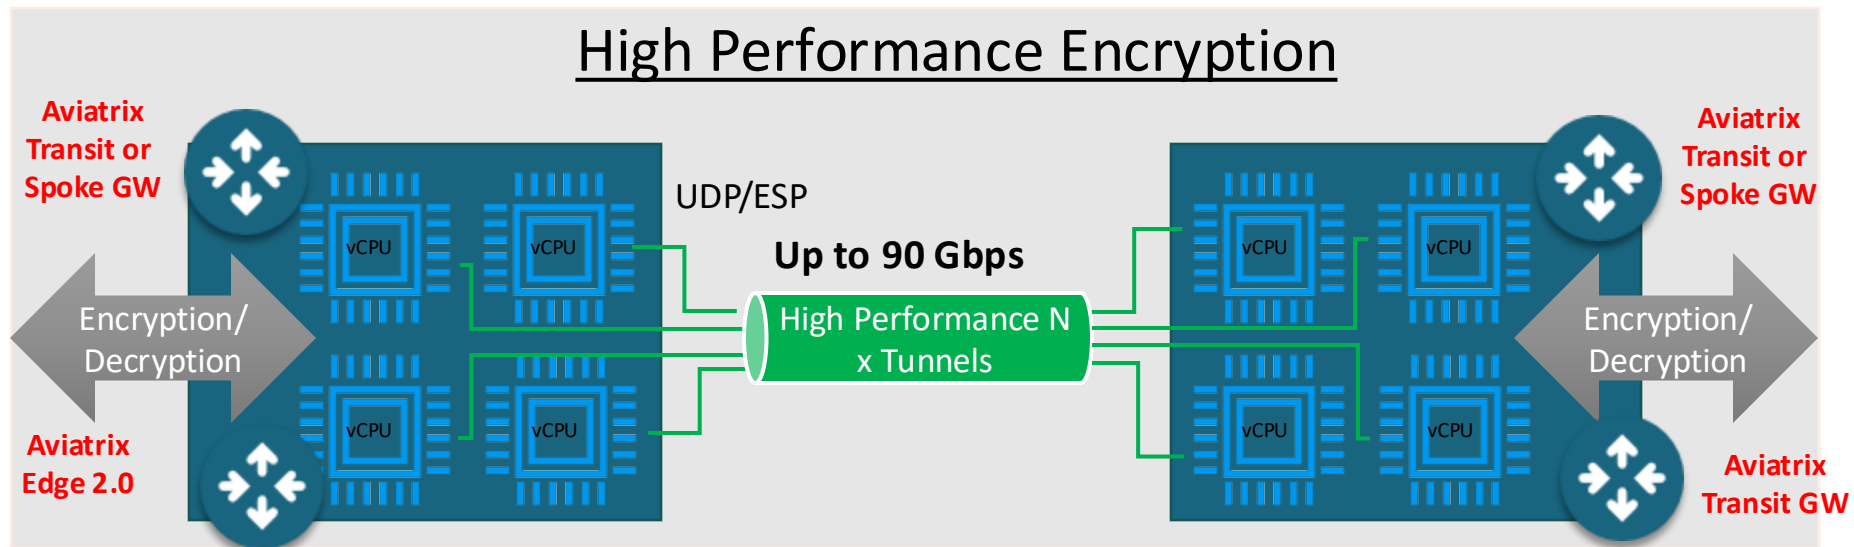 High Performance Encryption
Aviatrix
Transit or
Spoke GW
Aviatrix
Transit or
Spoke GW
UDP/ESP
vCPU
vCPU
vCPU
vCPU
Up to 90 Gbps
Encryption/
Decryption
High Performance N
x Tunnels
Encryption/
Decryption
vCPU
vCPU
vCPU
vCPU
Aviatrix
Edge 2.0
Aviatrix
Transit GW